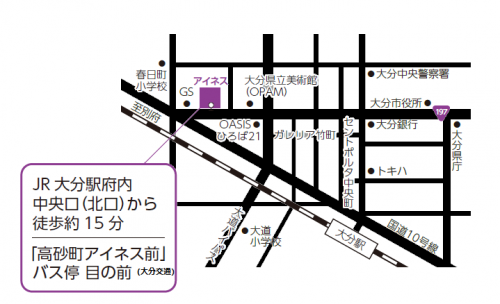 春日町
小学校
アイネス
GS
大分県立美術館
(OPAM)
大分中央警察署
大分市役所
197
至別府
OASIS
ひろば21
ガレリア竹町
セントポルタ中央町
大分銀行
大分県庁
トキハ
JR 大分駅府内
中央口(北口)から
徒歩約 15 分
「高砂町アイネス前」
バス停 目の前 (大分交通)
大道バイパス
大道
小学校
大分駅
国道10号線